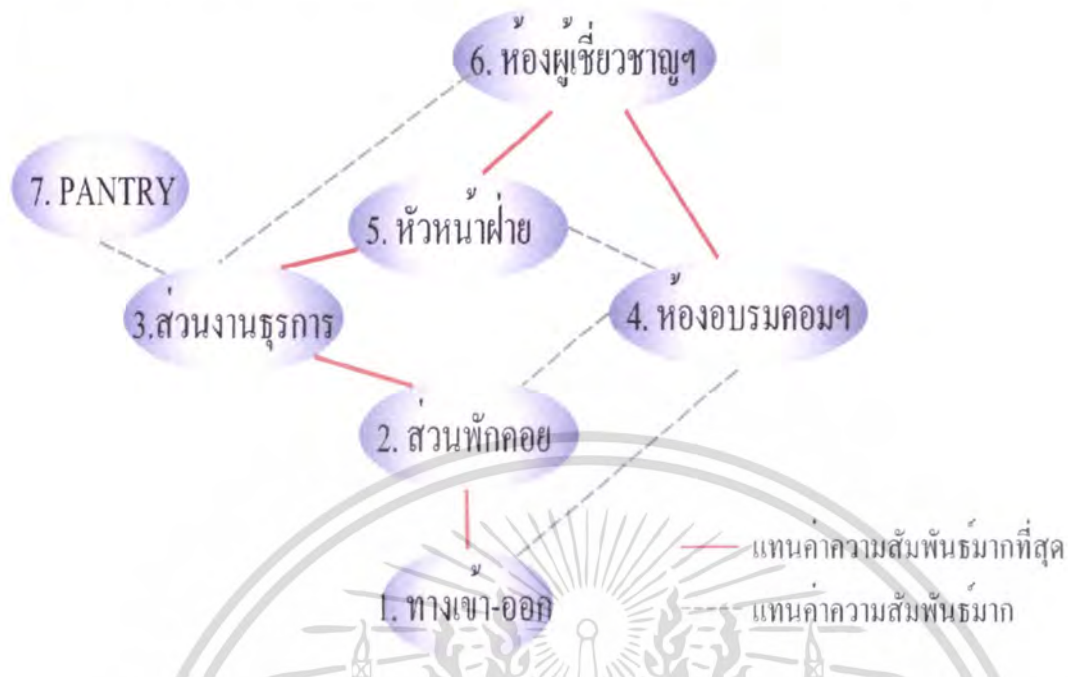 6. ห้องผู้เชี่ยวชาญฯ
7. PANTRY
5. หัวหน้าฝ่าย
3.ส่วนงานธุรการ
4. ห้องอบรมคอมฯ
2. ส่วนพักคอย
แทนค่าความสัมพันธ์มากที่สุด
1. ทางเข้า-ออก
แทนค่าความสัมพันธ์มาก